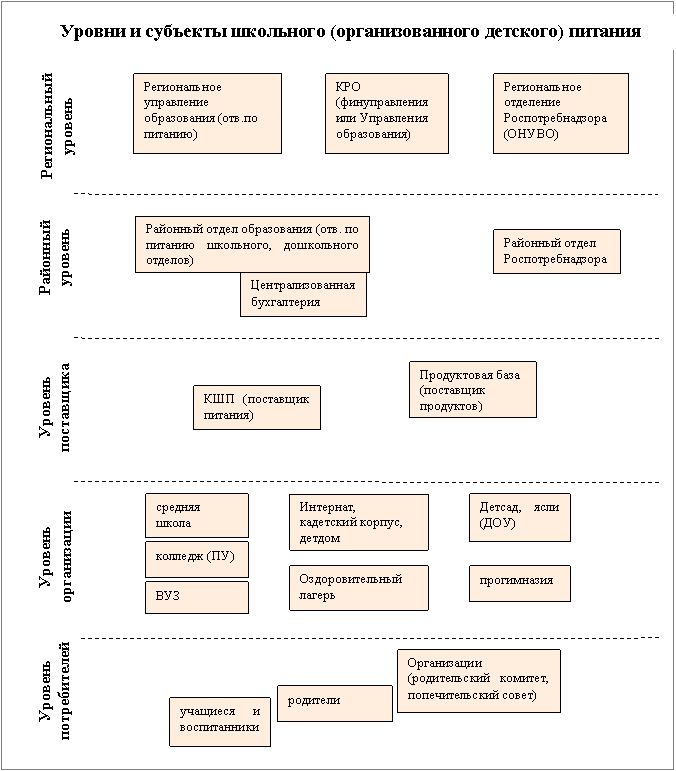 Уровни и субъекты школьного (организованного детского) питания
Региональный
уровень
Региональное
управление
образования (отв.по
питанию)
КРО
(финуправления
или Управления
образования)
Региональное
отделение
Роспотребнадзора
(ОНУВО)
Районный
уровень
Районный отдел образования (отв. по
питанию школьного, дошкольного
отделов)
Централизованная
бухгалтерия
Районный отдел
Роспотребнадзора
Уровень
поставщика
КШП (поставщик
питания)
Продуктовая база
(поставщик
продуктов)
Уровень
организации
средняя
школа
колледж (ПУ)
ВУЗ
Интернат,
кадетский корпус,
детдом
Оздоровительный
лагерь
Детсад, ясли
(ДОУ)
прогимназия
Уровень
потребителей
учащиеся и
воспитанники
родители
Организации
(родительский комитет,
попечительский совет)